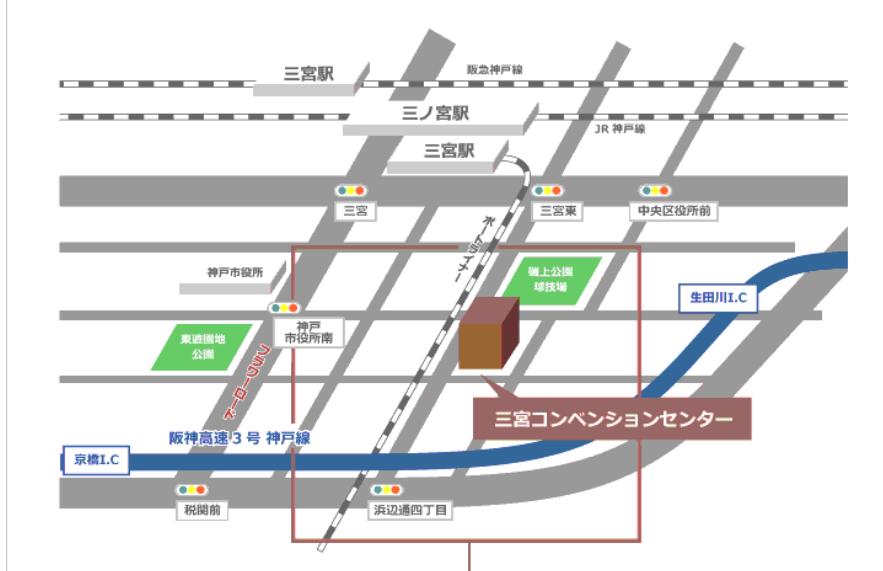 三宮駅
阪急神戸線
三ノ宮駅
JR 神戸線
三宮駅
三宮
三宮東
中央区役所前
ポートライナー
神戸市役所
磯上公園
球技場
生田川I.C
神戸
市役所南
東遊園地
公園
フラワーロード
三宮コンベンションセンター
阪神高速 3 号 神戸線
京橋I.C
税関前
浜辺通四丁目